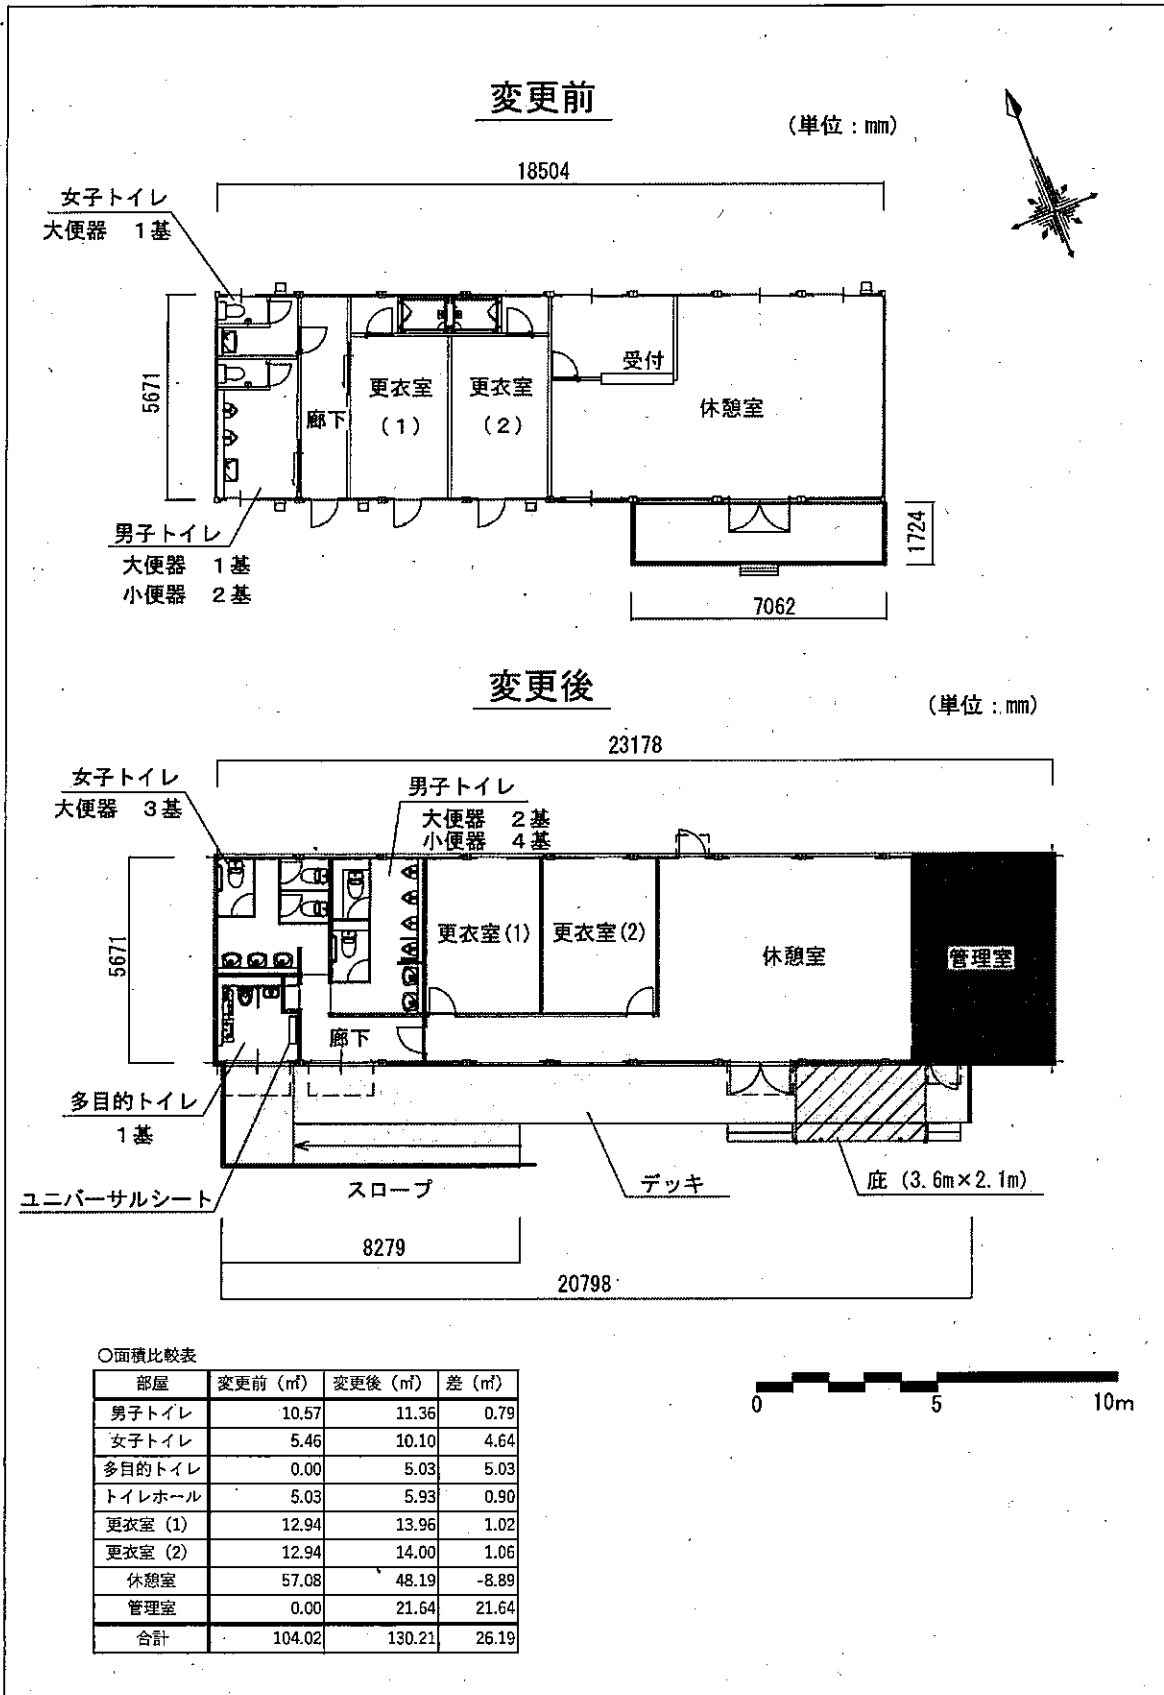 変更前
(単位：㎜)
18504
女子トイレ
大便器 1基
5671
受付
更衣室
(1)
更衣室
(2)
廊下
休憩室
男子トイレ
大便器 1基
小便器 2基
1724
7062
変更後
(単位：㎜)
23178
女子トイレ
大便器 3基
男子トイレ
大便器 2基
小便器 4基
5671
更衣室(1)
更衣室(2)
休憩室
管理室
廊下
多目的トイレ
1基
ユニバーサルシート
スロープ
デッキ
庇 (3.6m×2.1m)
8279
20798
〇面積比較表
部屋 変更前 (㎡) 変更後 (㎡) 差 (㎡)
男子トイレ 10.57 11.36 0.79
女子トイレ 5.46 10.10 4.64
多目的トイレ 0.00 5.03 5.03
トイレホール 5.03 5.93 0.90
更衣室 (1) 12.94 13.96 1.02
更衣室 (2) 12.94 14.00 1.06
休憩室 57.08 48.19 -8.89
管理室 0.00 21.64 21.64
合計 104.02 130.21 26.19
0 5 10m